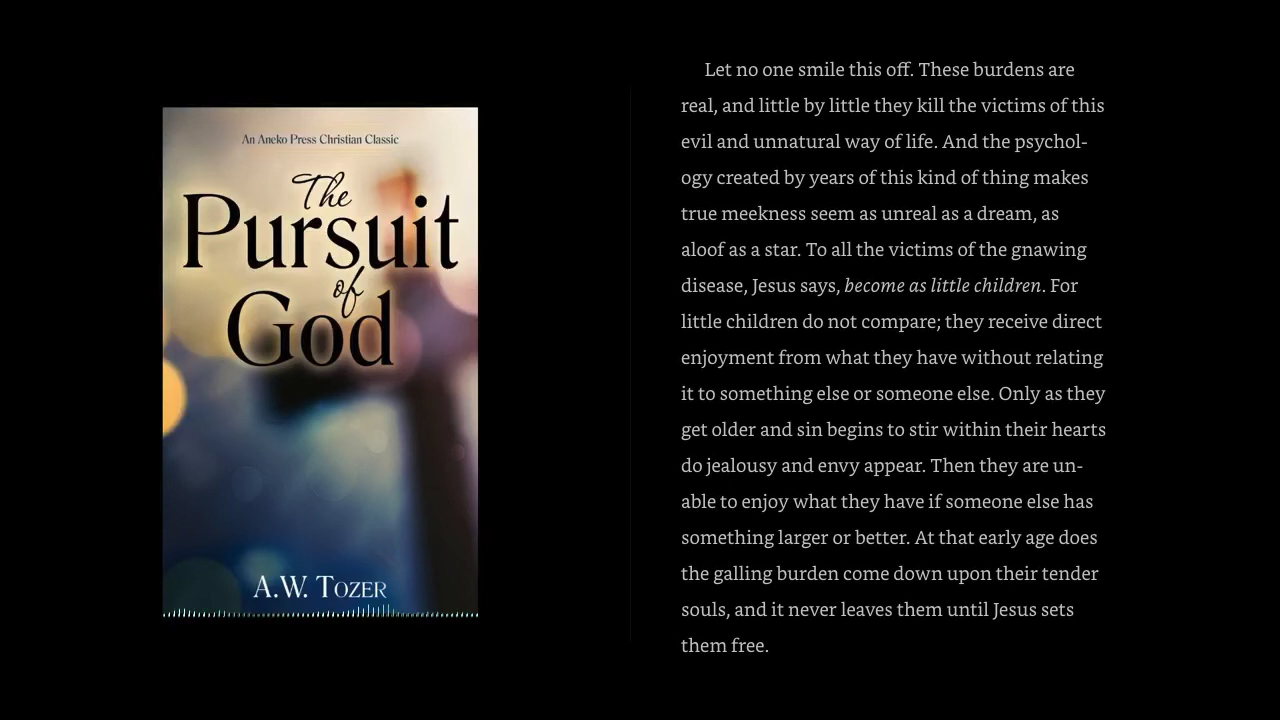 An Aneko Press Christian Classic
The
Pursuit
of
God
A.W. Tozer
Let no one smile this off. These burdens are
real, and little by little they kill the victims of this
evil and unnatural way of life. And the psychol-
ogy created by years of this kind of thing makes
true meekness seem as unreal as a dream, as
aloof as a star. To all the victims of the gnawing
disease, Jesus says, become as little children. For
little children do not compare; they receive direct
enjoyment from what they have without relating
it to something else or someone else. Only as they
get older and sin begins to stir within their hearts
do jealousy and envy appear. Then they are un-
able to enjoy what they have if someone else has
something larger or better. At that early age does
the galling burden come down upon their tender
souls, and it never leaves them until Jesus sets
them free.